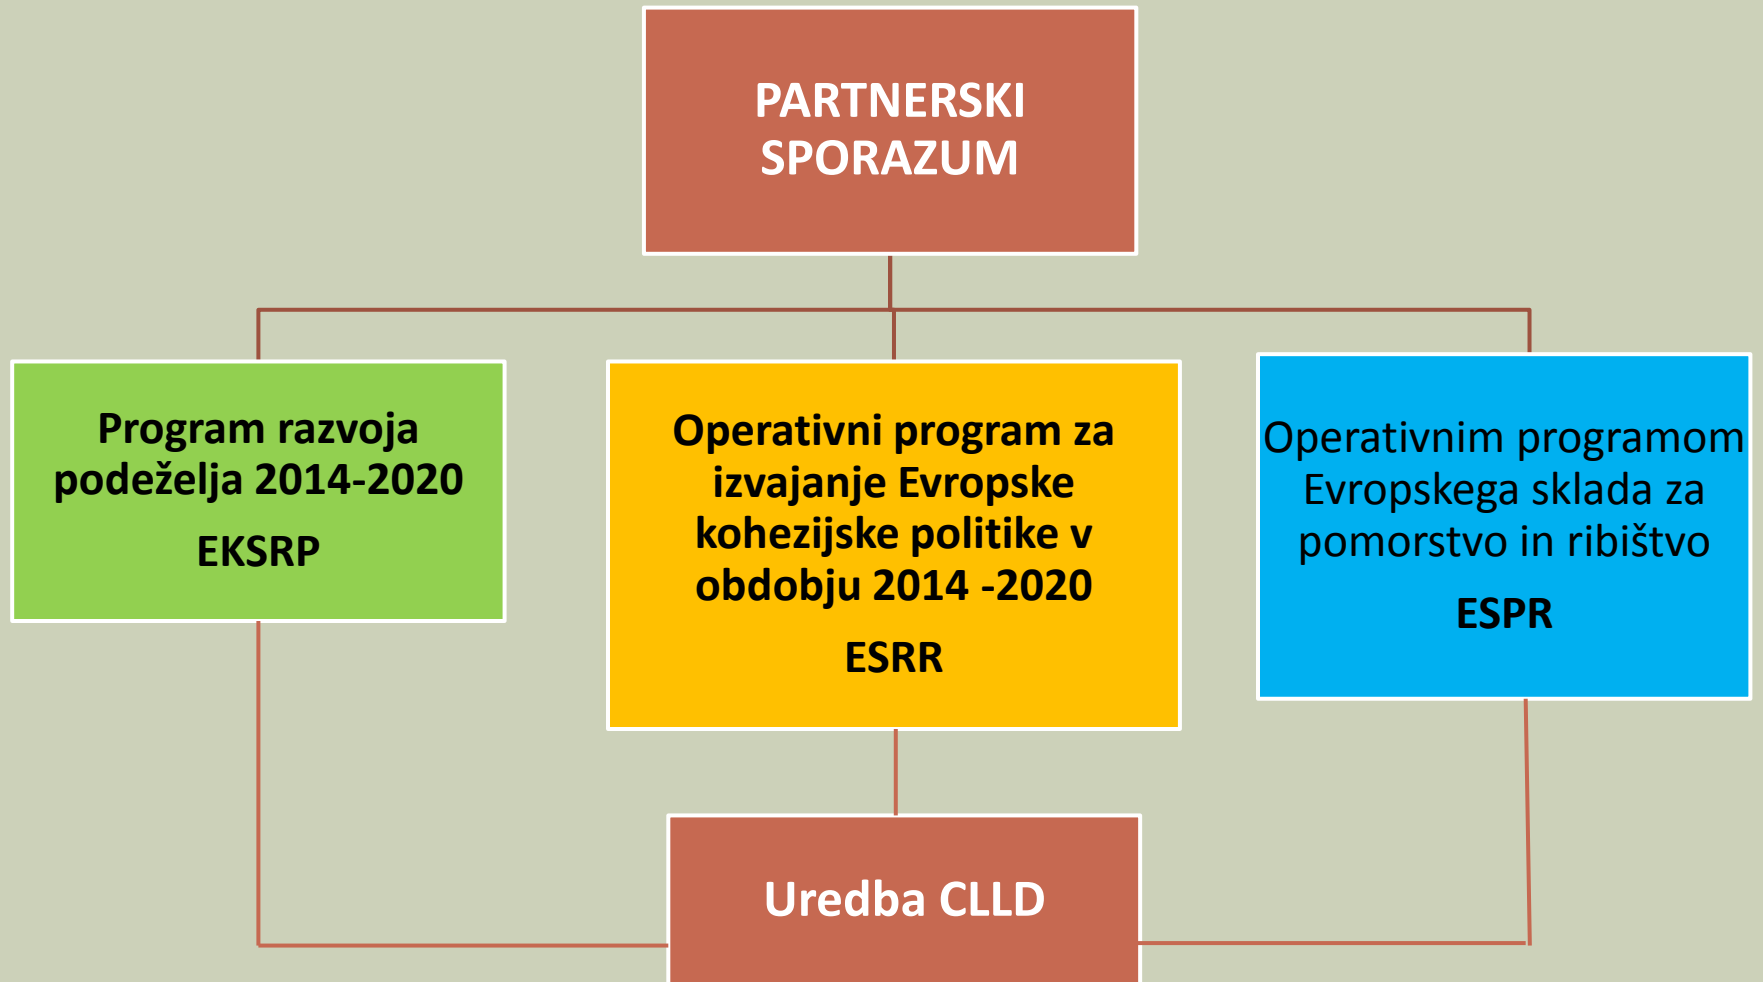 PARTNERSKI
SPORAZUM
Program razvoja
podeželja 2014-2020
EKSRP
Operativni program za
izvajanje Evropske
kohezijske politike v
obdobju 2014 -2020
ESRR
Operativnim programom
Evropskega sklada za
pomorstvo in ribištvo
ESPR
Uredba CLLD